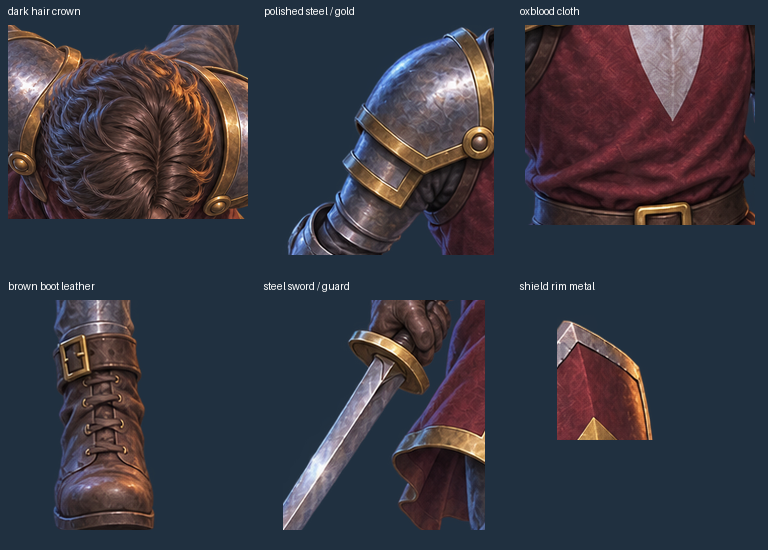 dark hair crown
polished steel / gold
oxblood cloth
brown boot leather
steel sword / guard
shield rim metal